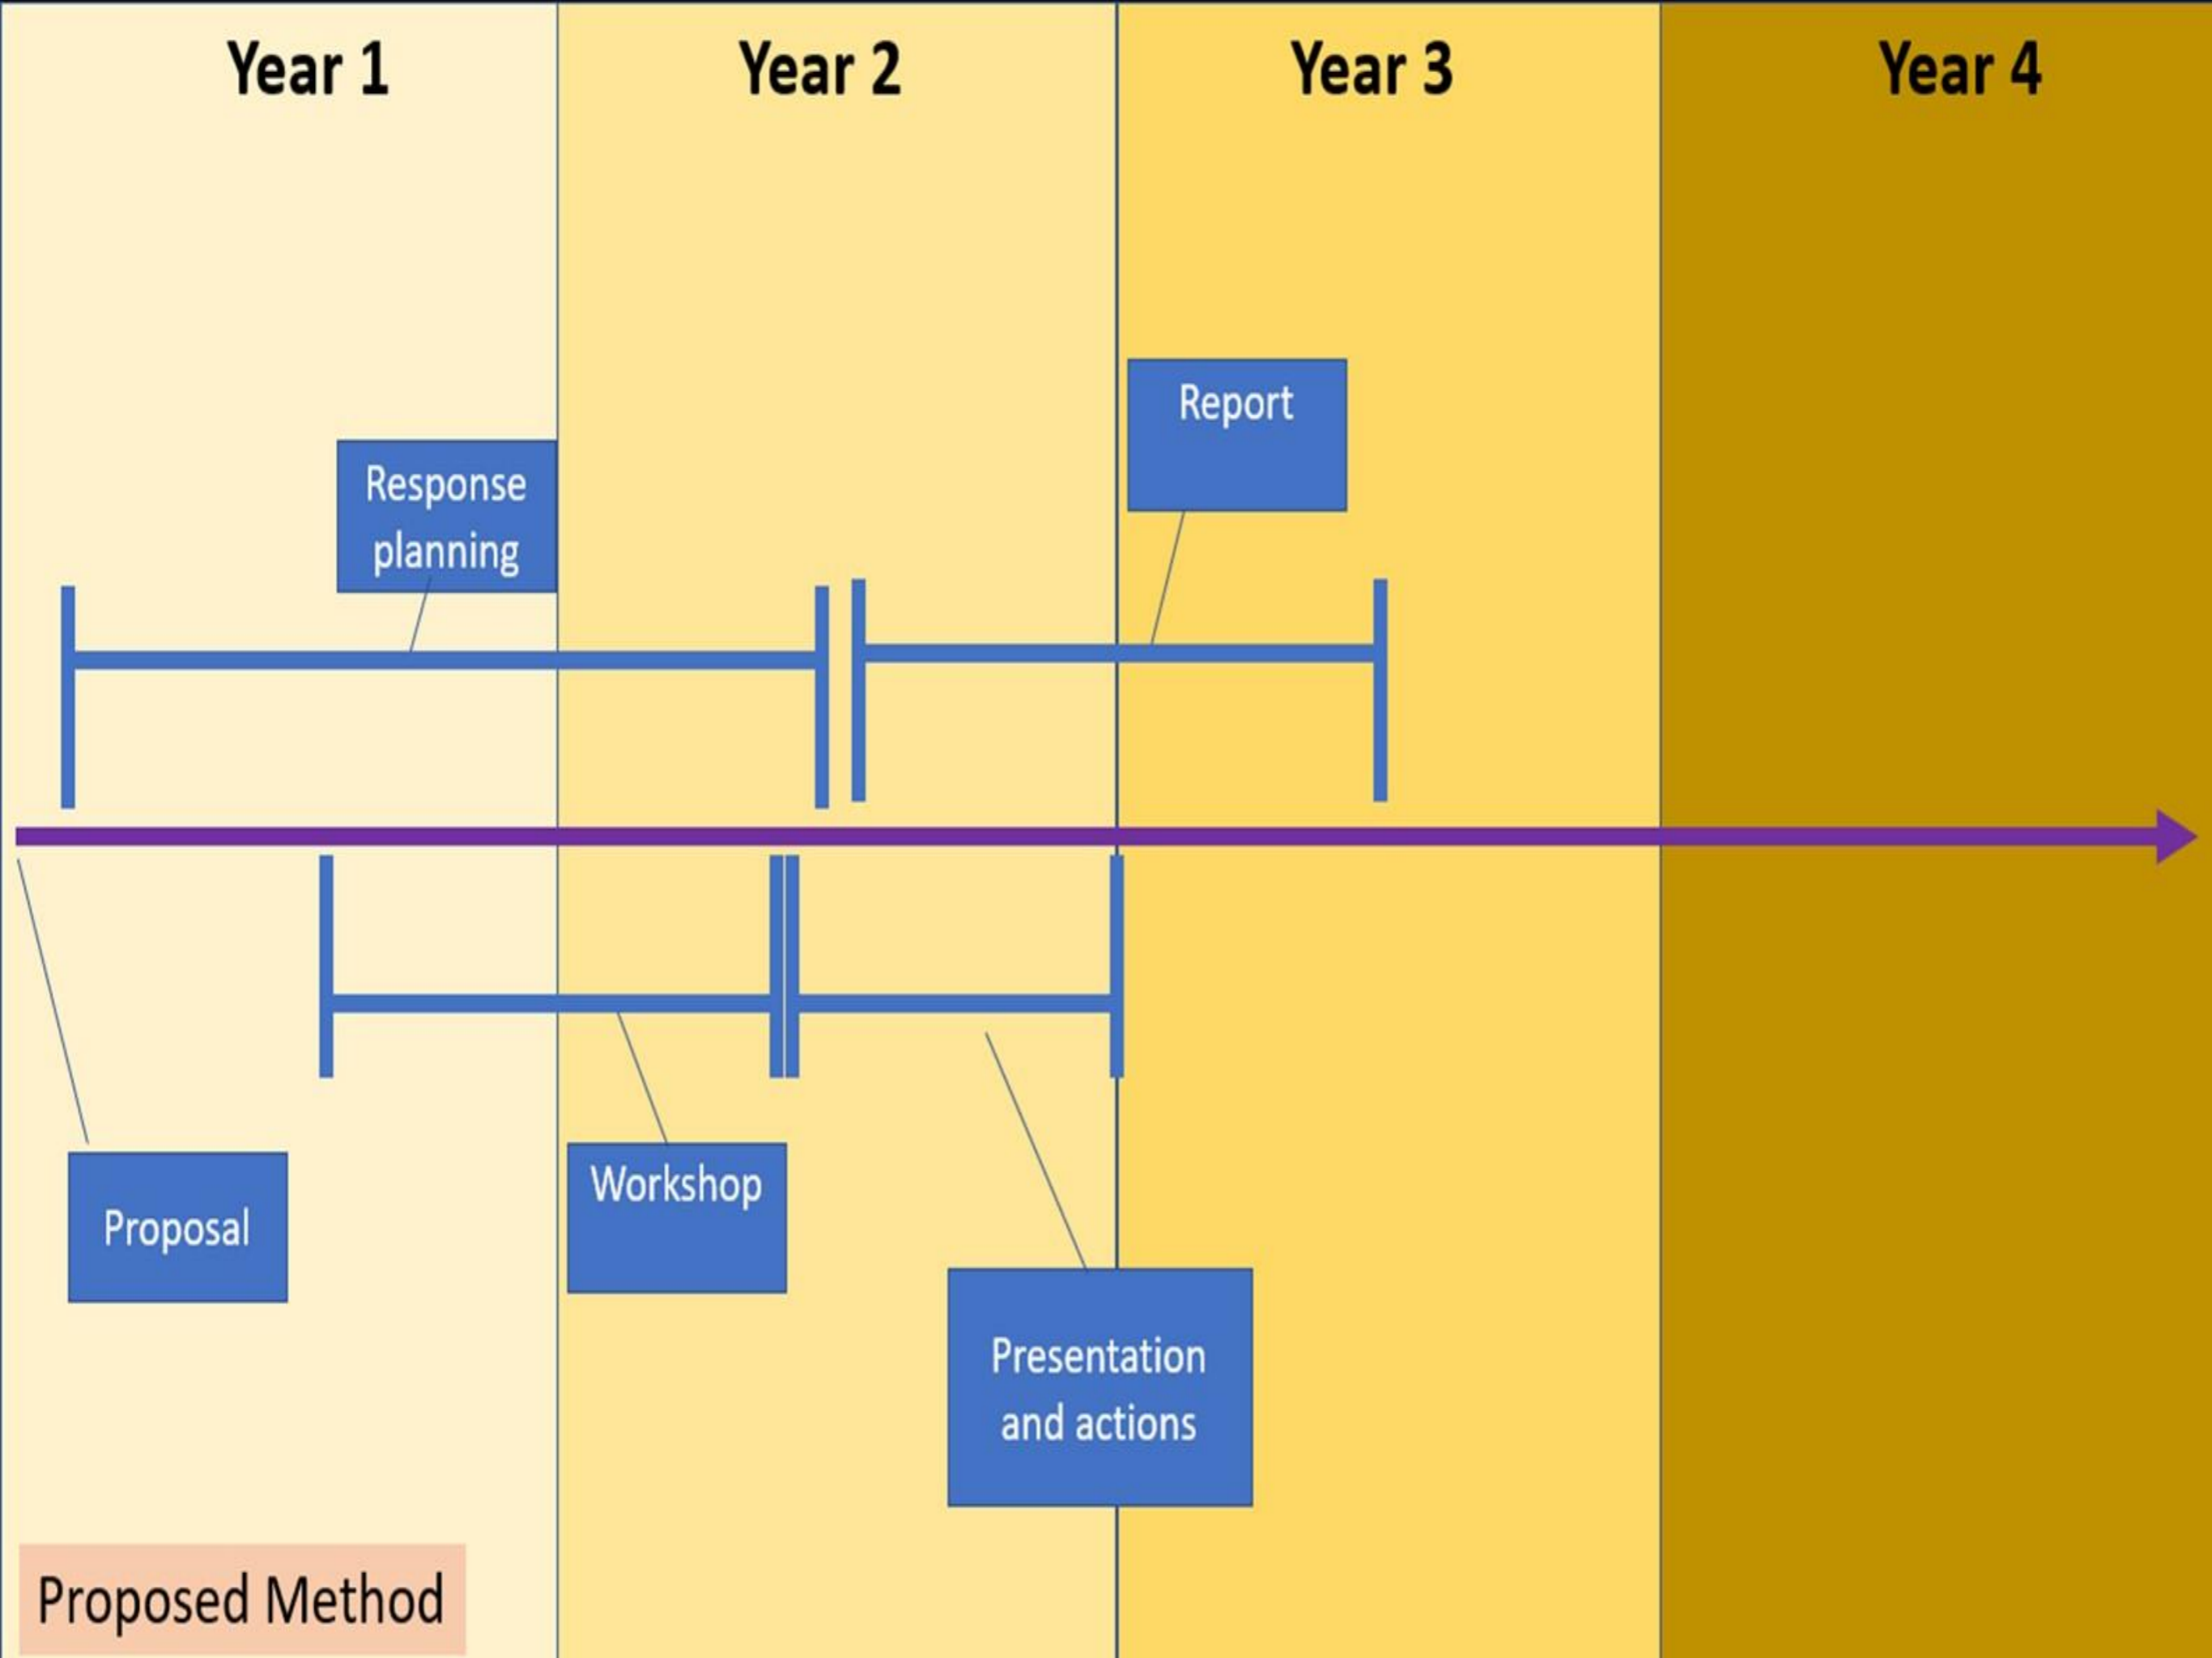 Year 1
Year 2
Year 3
Year 4
Report
Response
planning
Proposal
Workshop
Presentation
and actions
Proposed Method